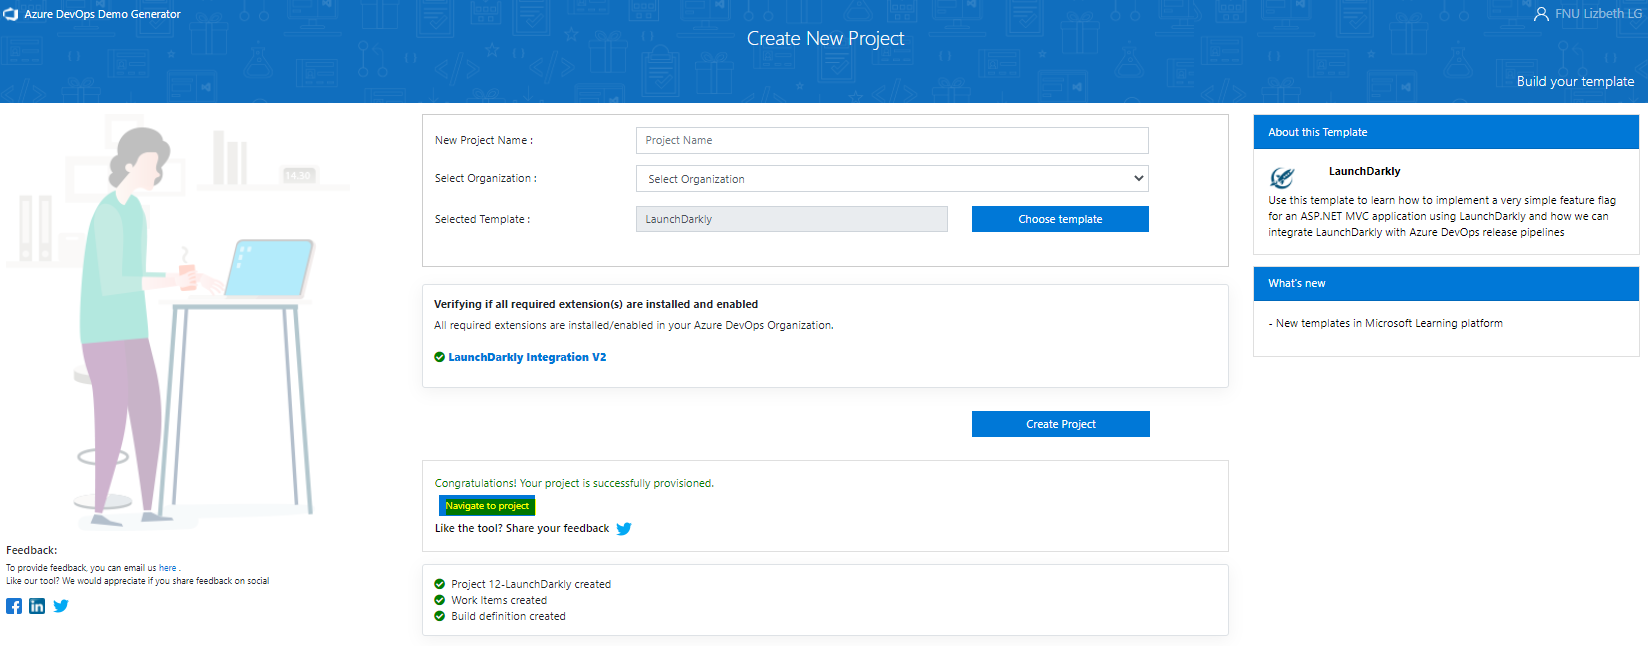 Azure DevOps Demo Generator
FNU Lizbeth LG
Create New Project
Build your template
14.30
New Project Name :
Project Name
Select Organization :
Select Organization
Selected Template :
LaunchDarkly
Choose template
Verifying if all required extension(s) are installed and enabled
All required extensions are installed/enabled in your Azure DevOps Organization.
LaunchDarkly Integration V2
Create Project
Congratulations! Your project is successfully provisioned.
Navigate to project
Like the tool? Share your feedback
Project 12-LaunchDarkly created
Work Items created
Build definition created
About this Template
LaunchDarkly
Use this template to learn how to implement a very simple feature flag
for an ASP.NET MVC application using LaunchDarkly and how we can
integrate LaunchDarkly with Azure DevOps release pipelines
What's new
- New templates in Microsoft Learning platform
Feedback:
To provide feedback, you can email us here .
Like our tool? We would appreciate if you share feedback on social